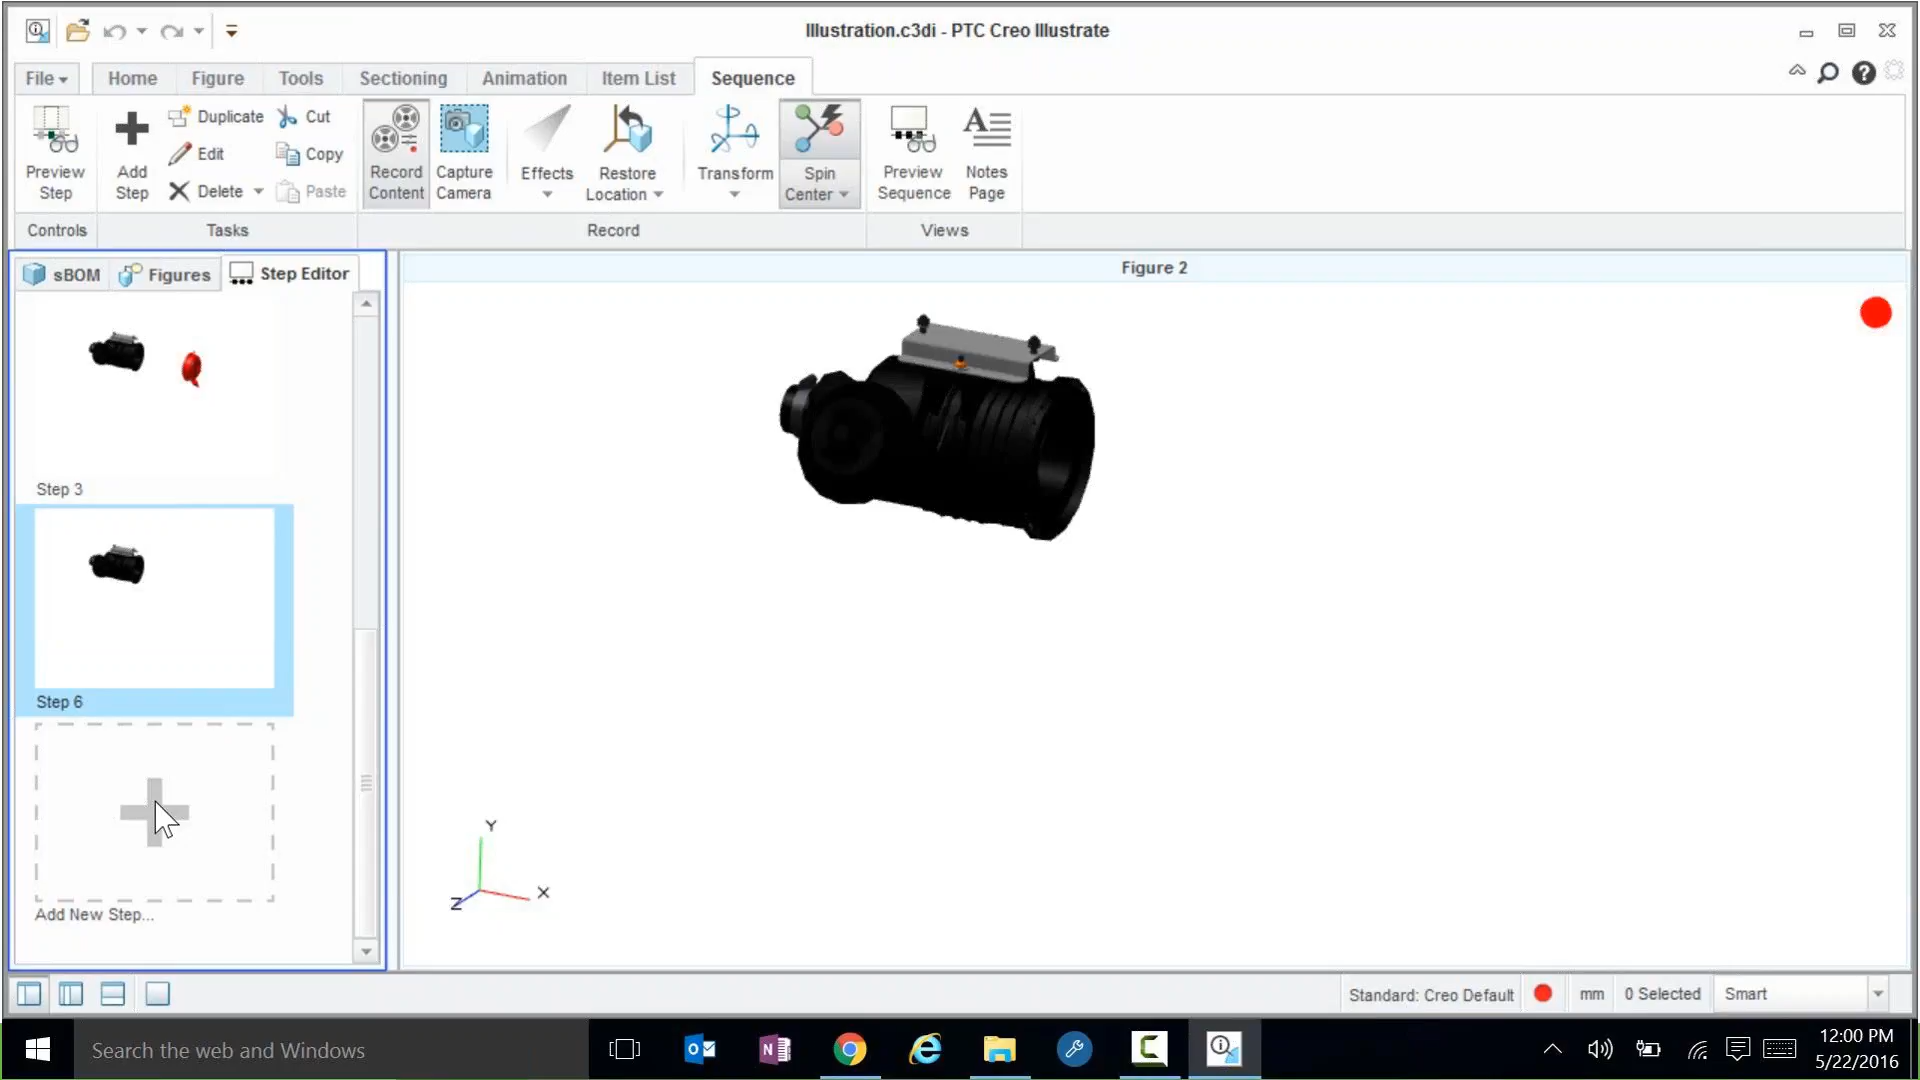 Illustration.c3di - PTC Creo Illustrate
File
Home
Figure
Tools
Sectioning
Animation
Item List
Sequence
Preview
Step
Add
Step
Duplicate
Edit
Delete
Cut
Copy
Paste
Record
Content
Capture
Camera
Effects
Restore
Location
Transform
Spin
Center
Preview
Sequence
Notes
Page
Controls
Tasks
Record
Views
sBOM
Figures
Step Editor
Figure 2
Step 3
Step 6
Add New Step...
Y
X
Z
Standard: Creo Default
mm
0 Selected
Smart
Search the web and Windows
12:00 PM
5/22/2016